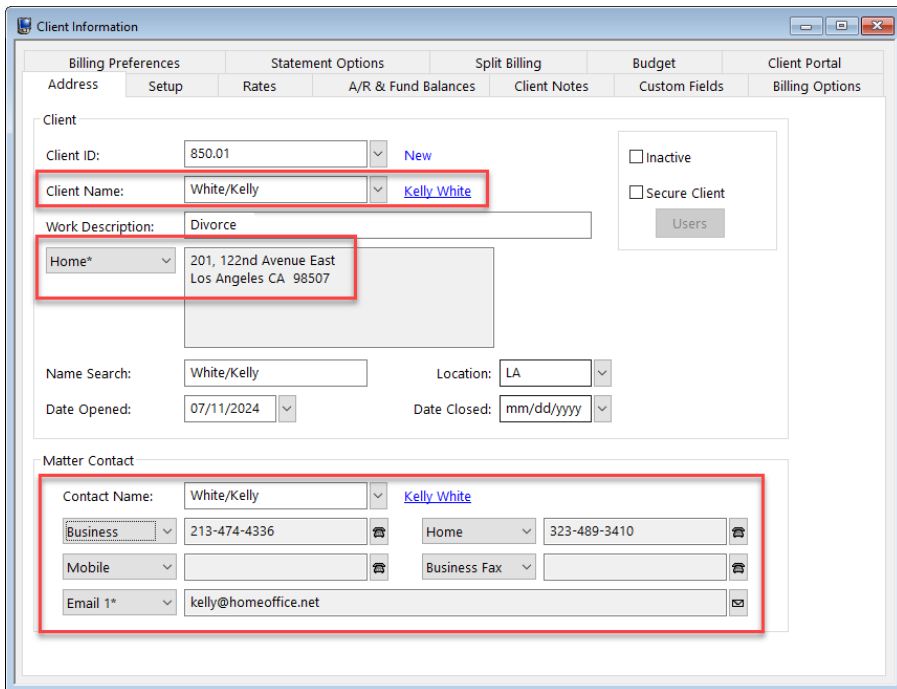 Client Information
Billing Preferences Statement Options Split Billing Budget Client Portal
Address Setup Rates A/R & Fund Balances Client Notes Custom Fields Billing Options
Client
Client ID: 850.01 New
Inactive
Client Name: White/Kelly Kelly White
Secure Client
Users
Work Description: Divorce
Home* 201, 122nd Avenue East
Los Angeles CA 98507
Name Search: White/Kelly Location: LA
Date Opened: 07/11/2024 Date Closed: mm/dd/yyyy
Matter Contact
Contact Name: White/Kelly Kelly White
Business 213-474-4336 Home 323-489-3410
Mobile Business Fax
Email 1* kelly@homeoffice.net